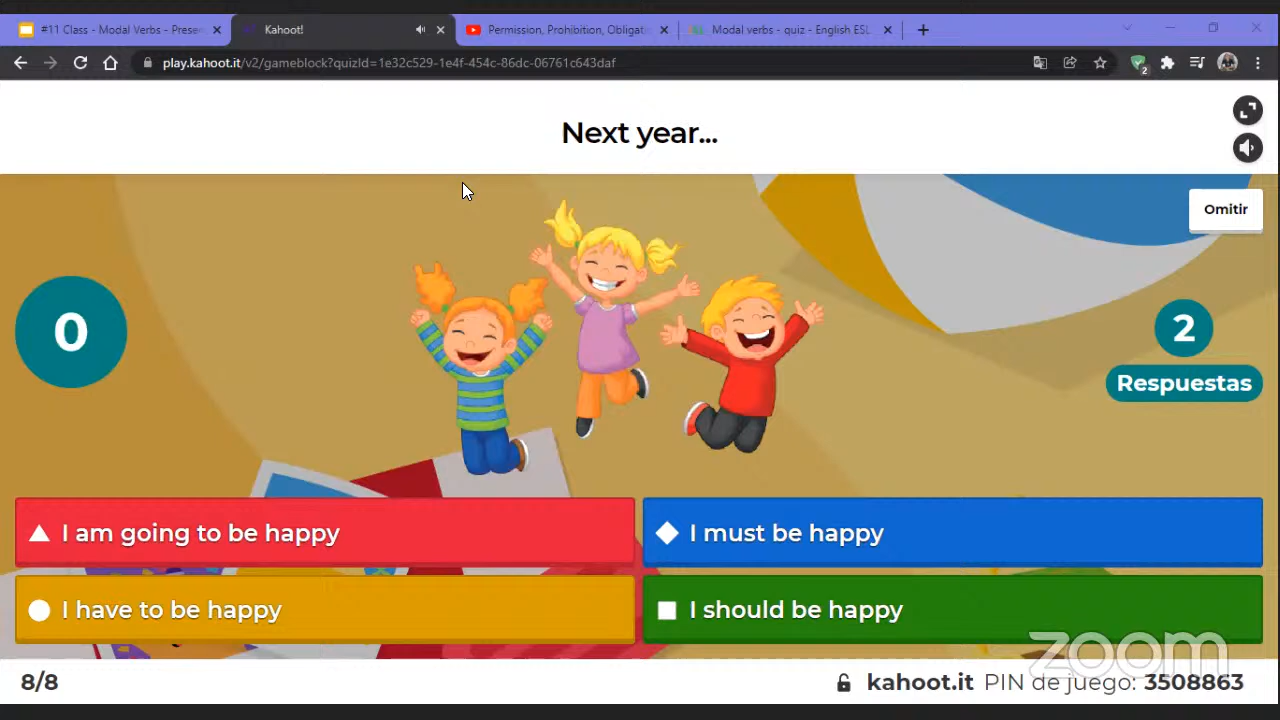 #11 Class - Modal Verbs - Prese
Kahoot!
Permission, Prohibition, Obligati
Modal verbs - quiz - English ESL
play.kahoot.it/v2/gameblock?quizId=1e32c529-1e4f-454c-86dc-06761c643daf
2
Next year...
Omitir
0
2
Respuestas
I am going to be happy
I must be happy
I have to be happy
I should be happy
zoom
8/8
kahoot.it PIN de juego: 3508863